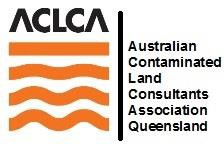 ACLCA
Australian
Contaminated
Land
Consultants
Association
Queensland